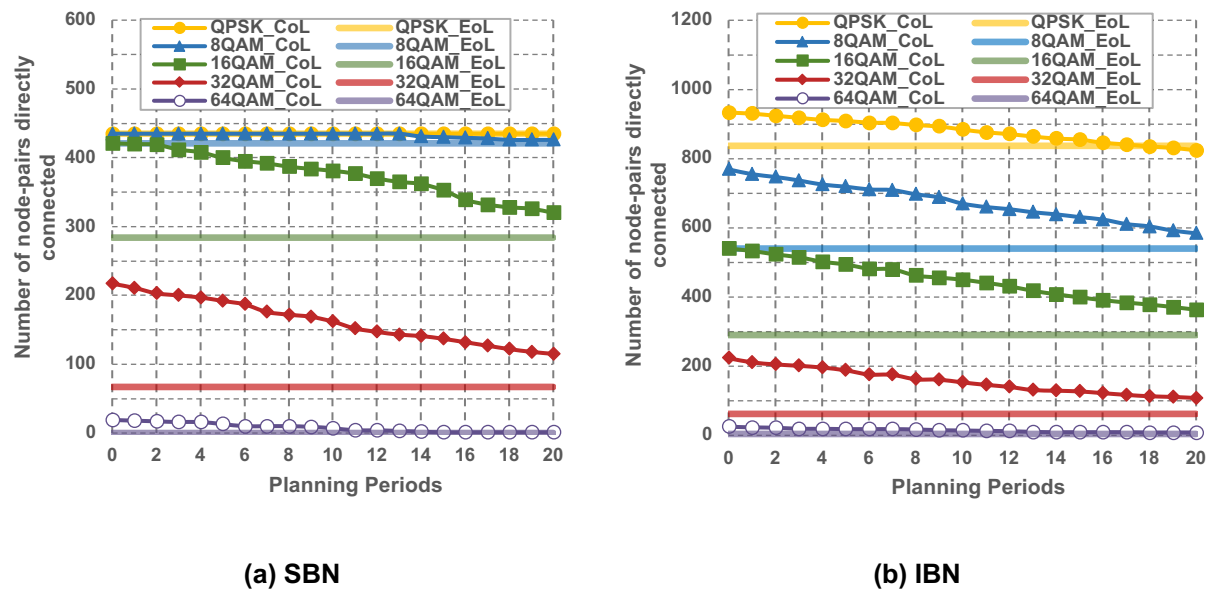 600
500
400
300
200
100
0
Number of node-pairs directly
connected
QPSK_CoL QPSK_EoL
8QAM_CoL 8QAM_EoL
16QAM_CoL 16QAM_EoL
32QAM_CoL 32QAM_EoL
64QAM_CoL 64QAM_EoL
0 2 4 6 8 10 12 14 16 18 20
Planning Periods
(a) SBN
1200
1000
800
600
400
200
0
Number of node-pairs directly
connected
QPSK_CoL QPSK_EoL
8QAM_CoL 8QAM_EoL
16QAM_CoL 16QAM_EoL
32QAM_CoL 32QAM_EoL
64QAM_CoL 64QAM_EoL
0 2 4 6 8 10 12 14 16 18 20
Planning Periods
(b) IBN